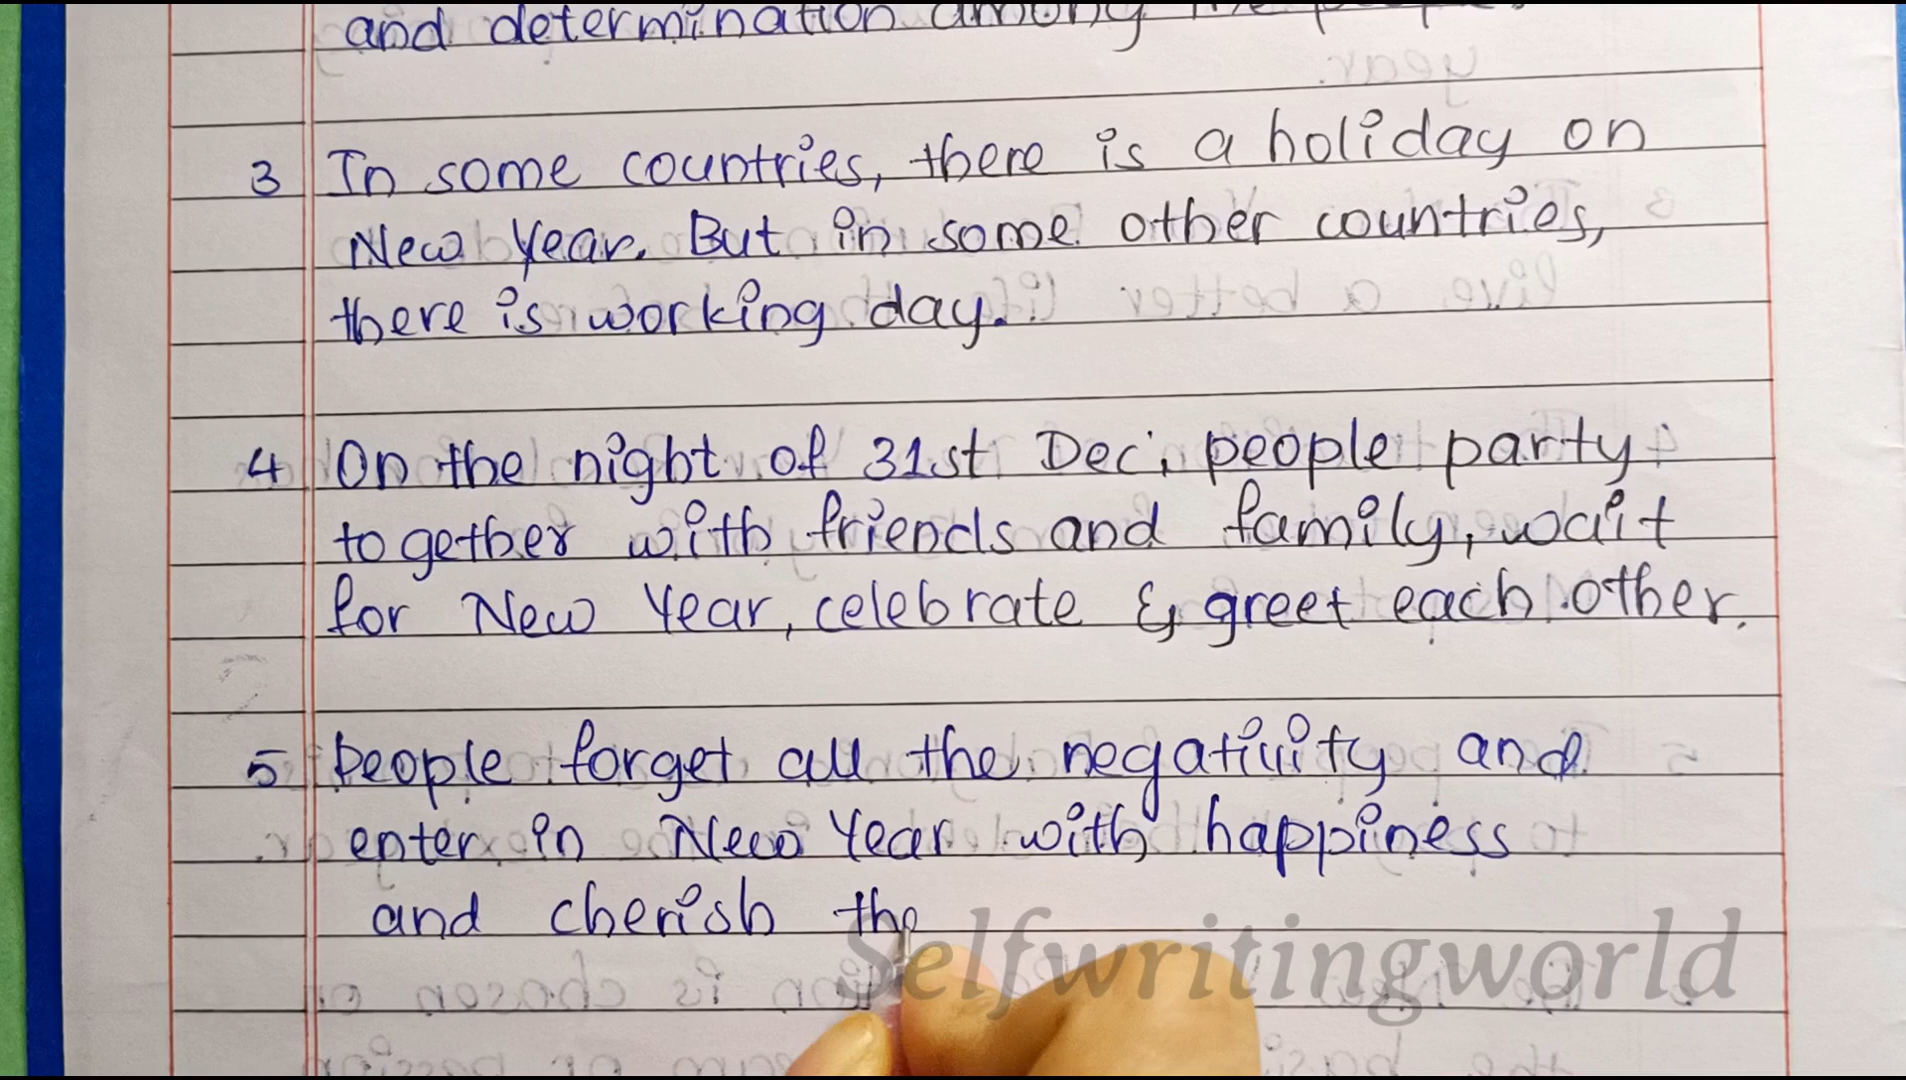 and determination among the people.
3 In some countries, there is a holiday on
New Year. But in some other countries,
there is working day.
4 On the night of 31st Dec, people party
together with friends and family, wait
for New Year, celebrate & greet each other.
5 People forget all the negativity and
enter in New Year with happiness
and cherish the
Selfwritingworld